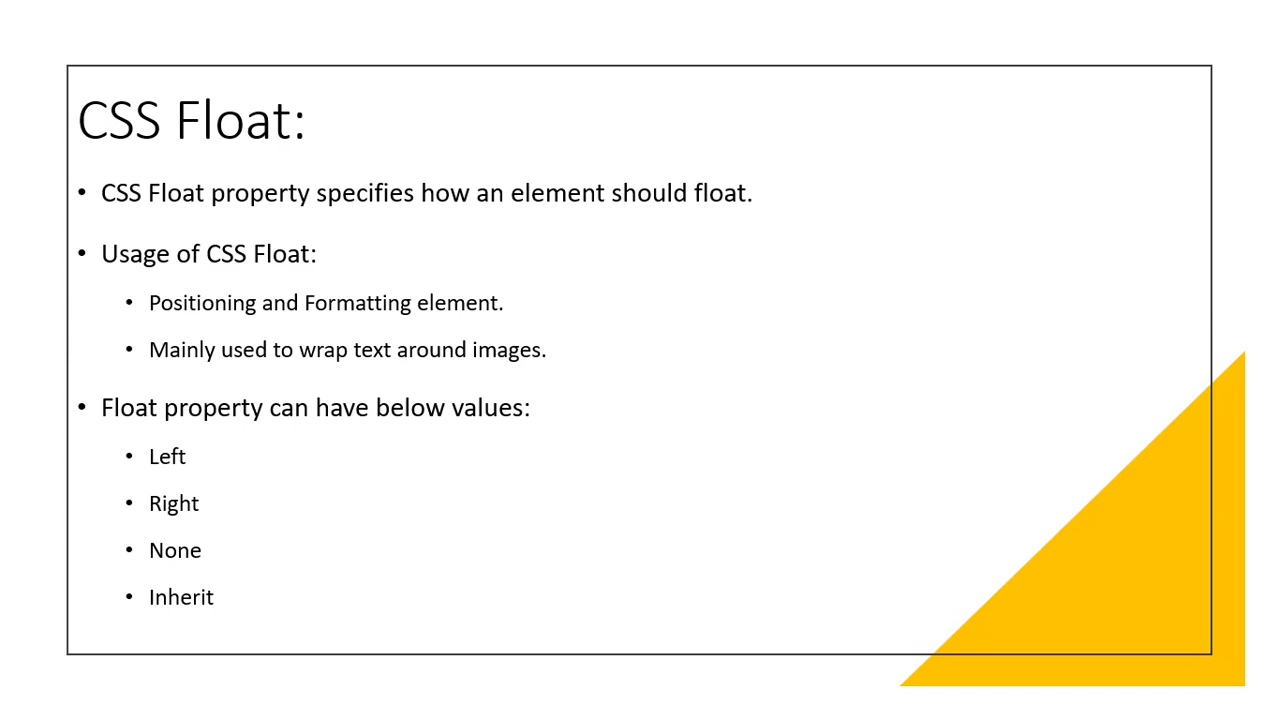 CSS Float:
• CSS Float property specifies how an element should float.
• Usage of CSS Float:
• Positioning and Formatting element.
• Mainly used to wrap text around images.
• Float property can have below values:
• Left
• Right
• None
• Inherit